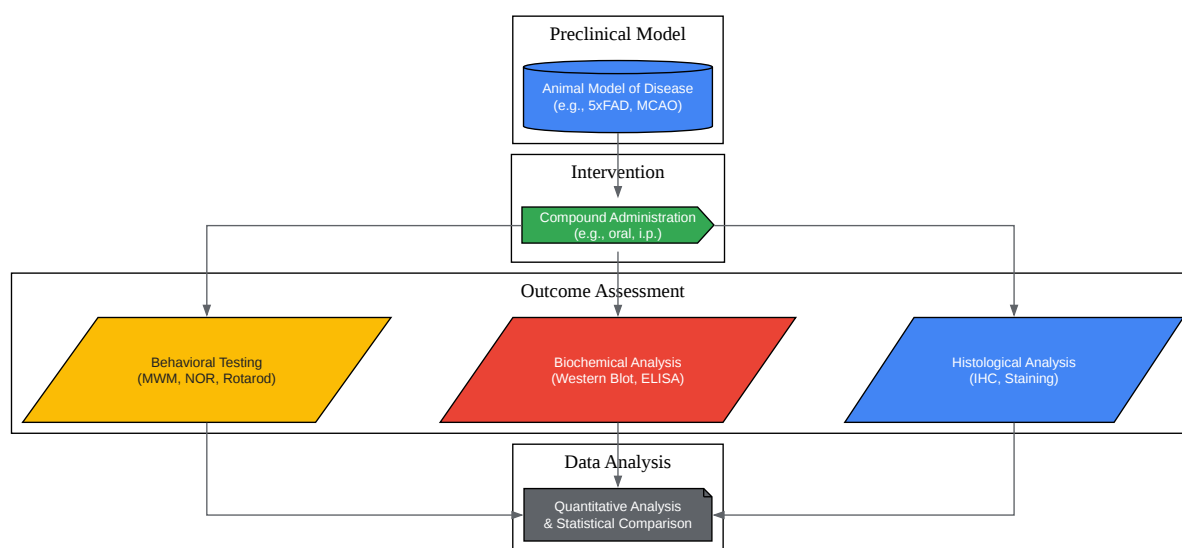 Preclinical Model
Animal Model of Disease
(e.g., 5xFAD, MCAO)
Intervention
Compound Administration
(e.g., oral, i.p.)
Outcome Assessment
Behavioral Testing
(MWM, NOR, Rotarod)
Biochemical Analysis
(Western Blot, ELISA)
Histological Analysis
(IHC, Staining)
Data Analysis
Quantitative Analysis
& Statistical Comparison